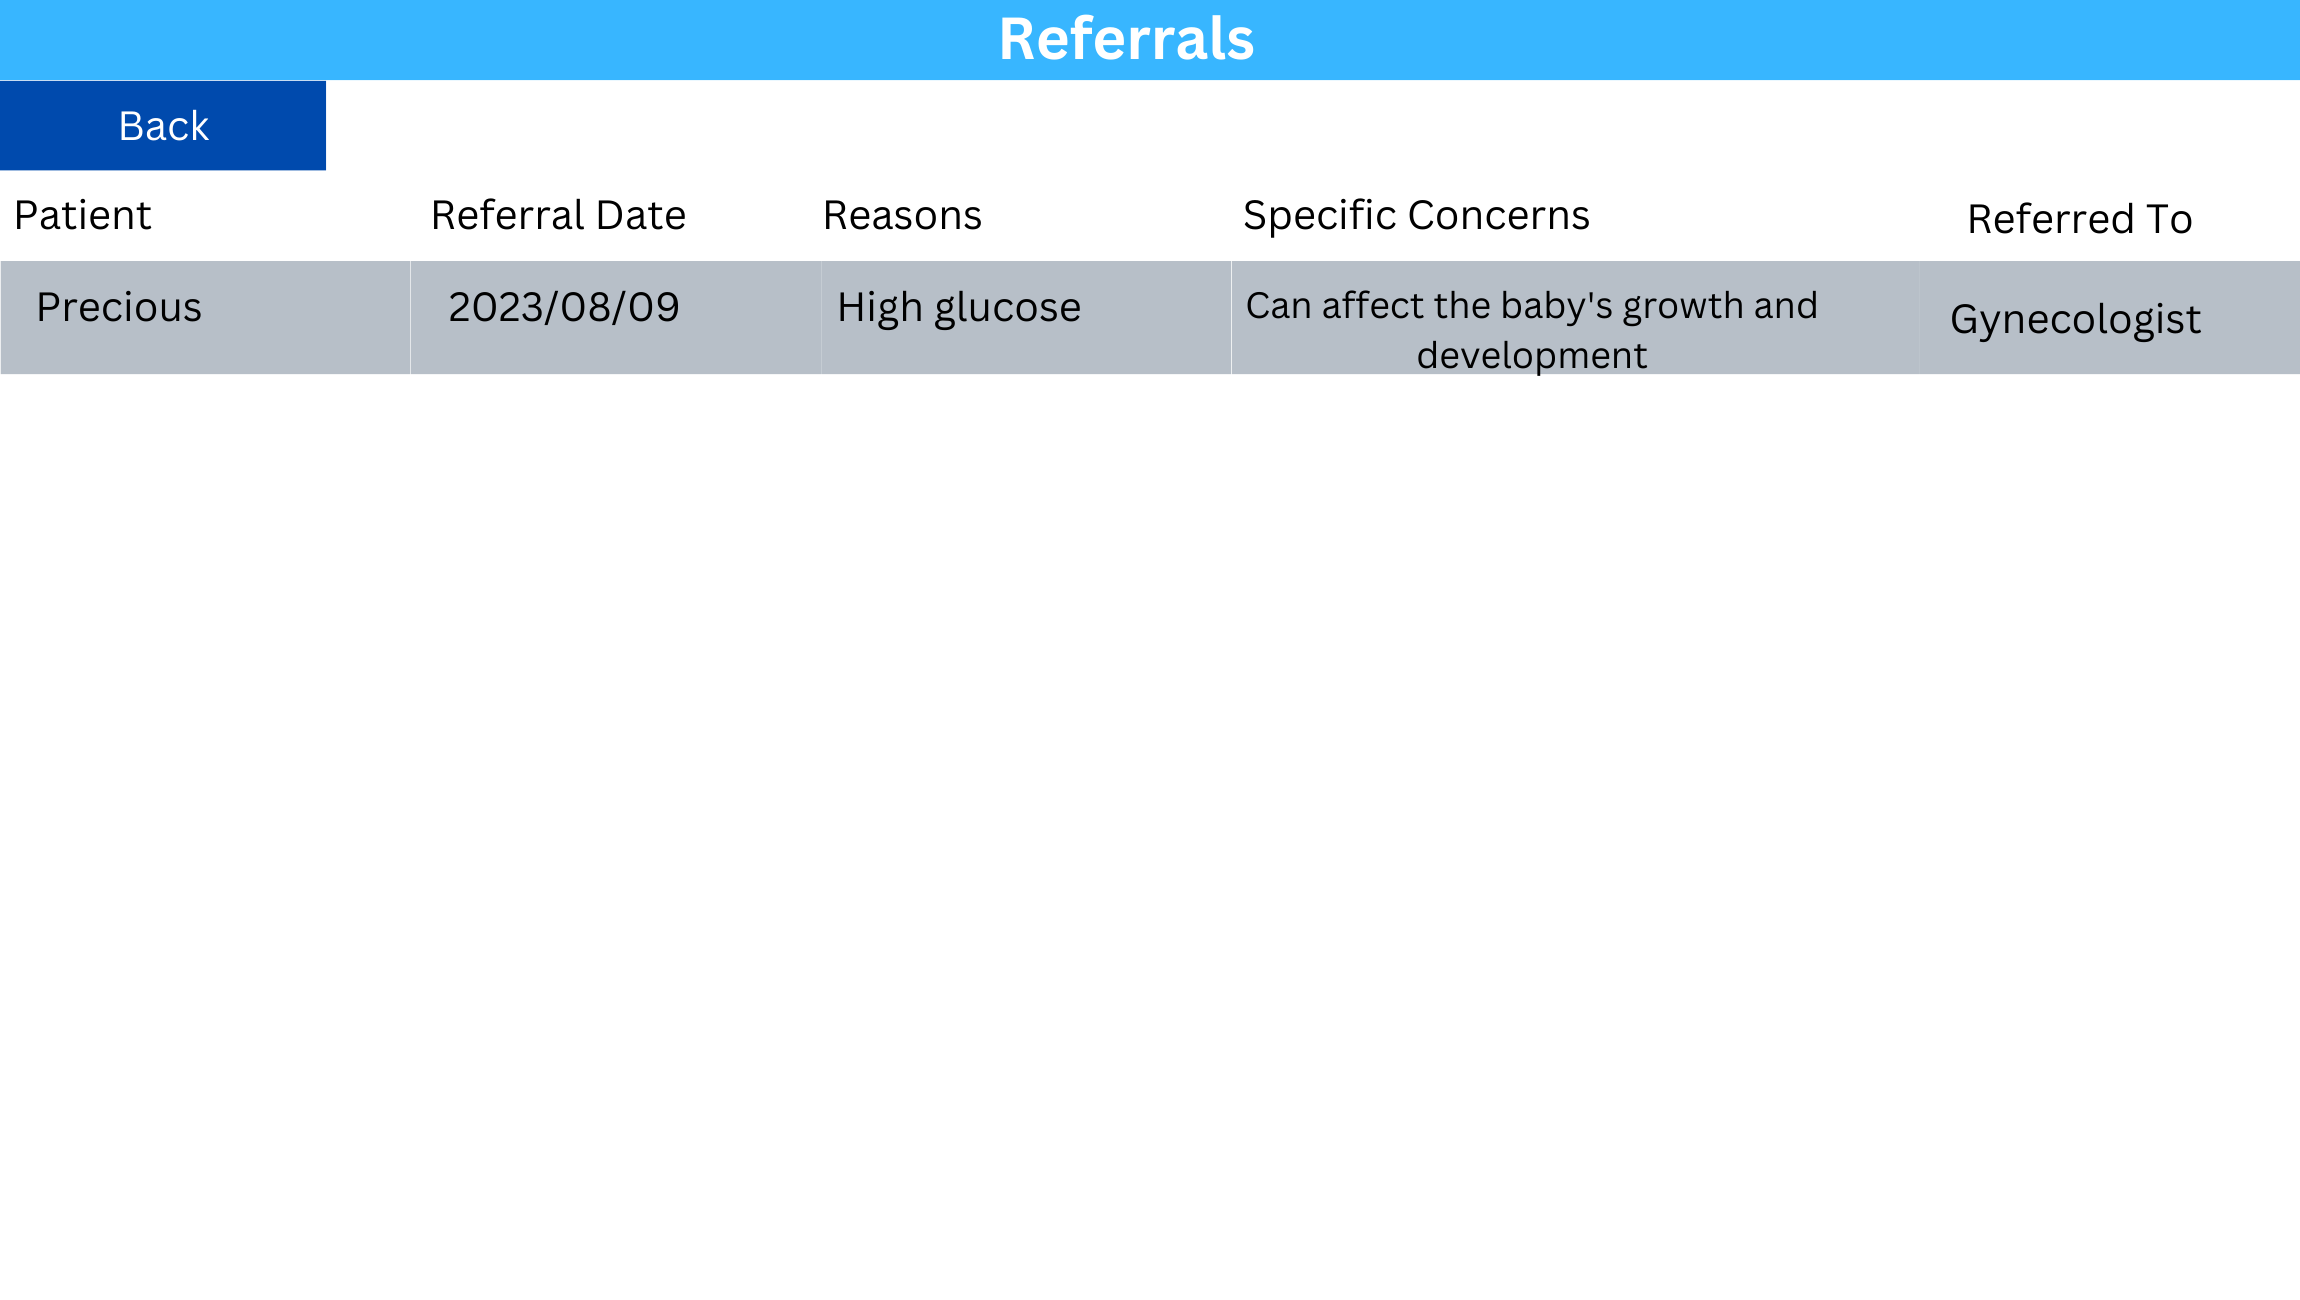 Referrals
Back
Patient Referral Date Reasons Specific Concerns Referred To
Precious 2023/08/09 High glucose Can affect the baby's growth and Gynecologist
development